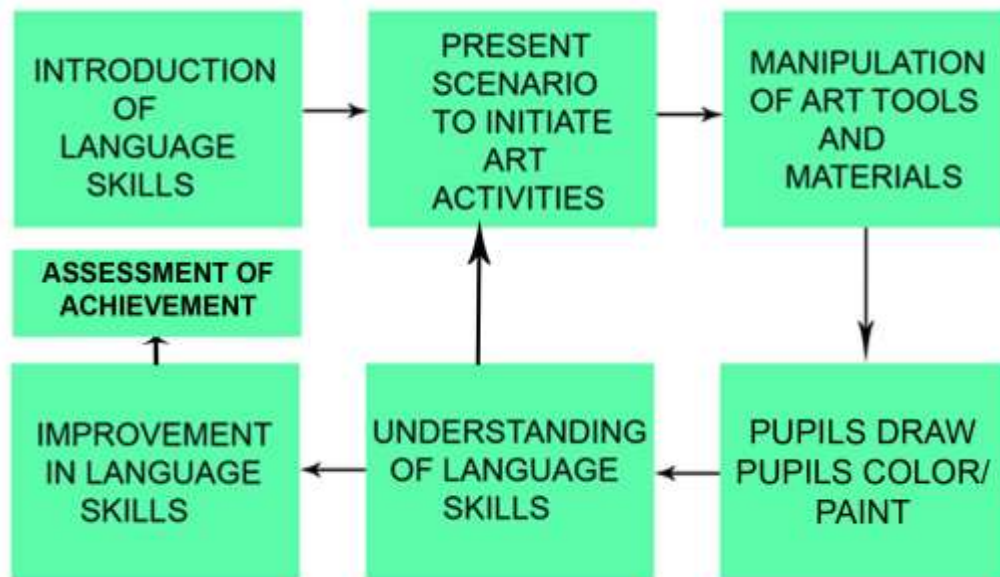 INTRODUCTION
OF
LANGUAGE
SKILLS
PRESENT
SCENARIO
TO INITIATE
ART
ACTIVITIES
MANIPULATION
OF ART TOOLS
AND
MATERIALS
ASSESSMENT OF
ACHIEVEMENT
IMPROVEMENT
IN LANGUAGE
SKILLS
UNDERSTANDING
OF LANGUAGE
SKILLS
PUPILS DRAW
PUPILS COLOR/
PAINT